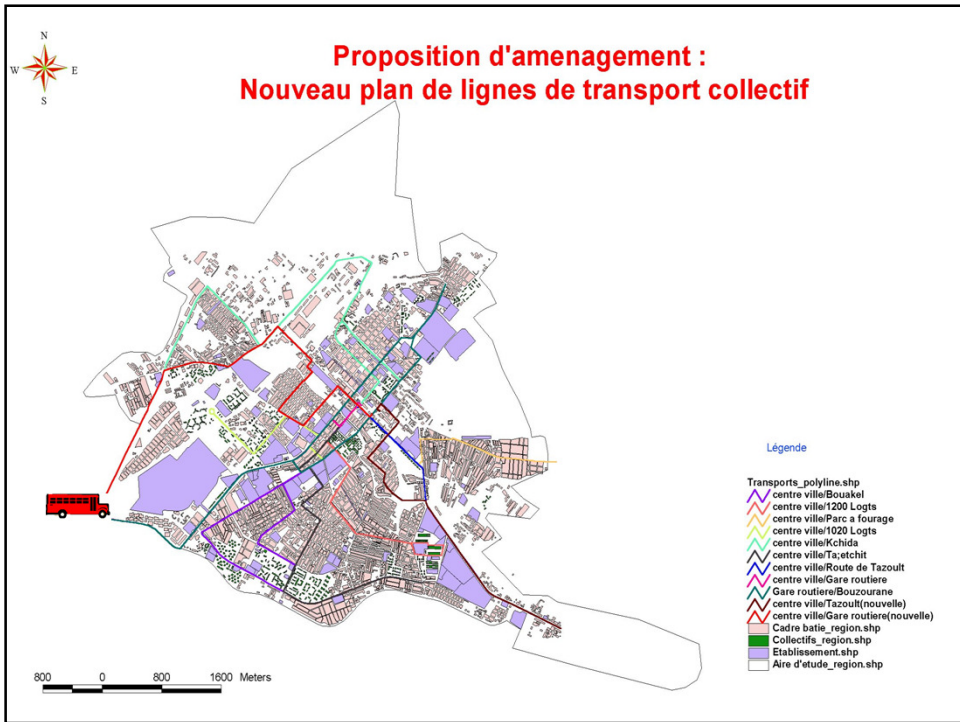 N
W E
S
Proposition d'amenagement :
Nouveau plan de lignes de transport collectif
Légende
Transports_polyline.shp
centre ville/Bouakel
centre ville/1200 Logts
centre ville/Parc a fourage
centre ville/1020 Logts
centre ville/Kchida
centre ville/Ta;etchit
centre ville/Route de Tazoult
centre ville/Gare routiere
Gare routiere/Bouzourane
centre ville/Tazoult(nouvelle)
centre ville/Gare routiere(nouvelle)
Cadre batie_region.shp
Collectifs_region.shp
Etablissement.shp
Aire d'etude_region.shp
800 0 800 1600 Meters